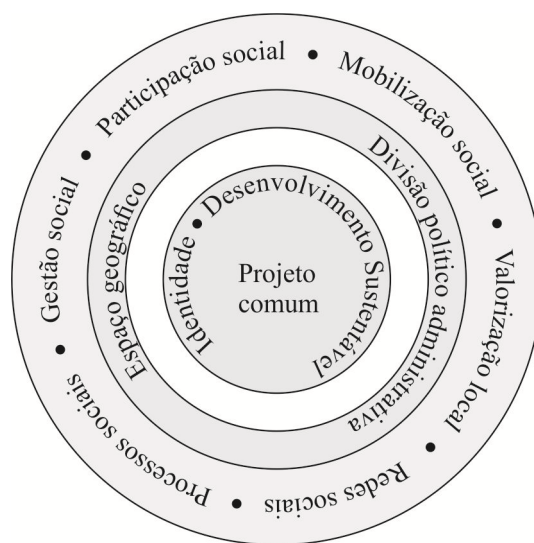 Participação social • Mobilização social • Valorização local • Redes sociais • Processos sociais • Gestão social •
Espaço geográfico
Divisão político administrativa
Identidade • Desenvolvimento Sustentável
Projeto
comum